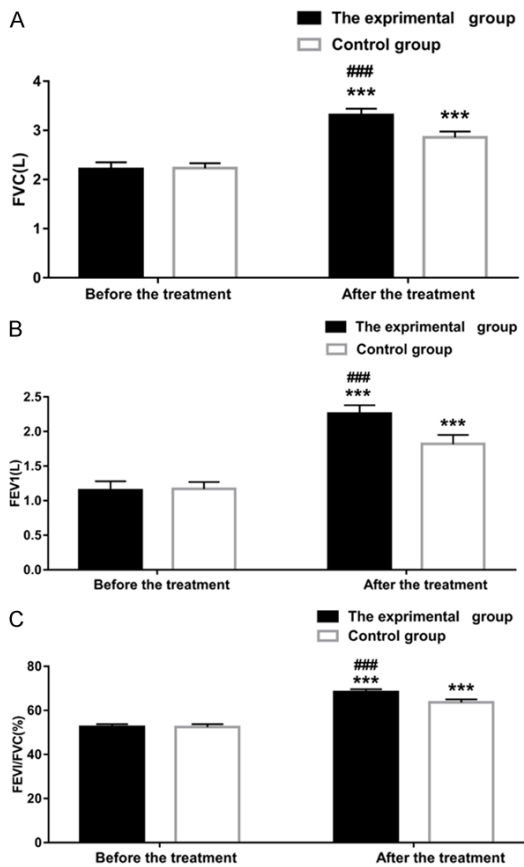 A
The exprimental group
Control group
###
***
***
4
3
2
1
0
FVC(L)
Before the treatment
After the treatment
B
The exprimental group
Control group
###
***
***
2.5
2.0
1.5
1.0
0.5
0.0
FEV1(L)
Before the treatment
After the treatment
C
The exprimental group
Control group
###
***
***
80
60
40
20
0
FEVI/FVC(%)
Before the treatment
After the treatment